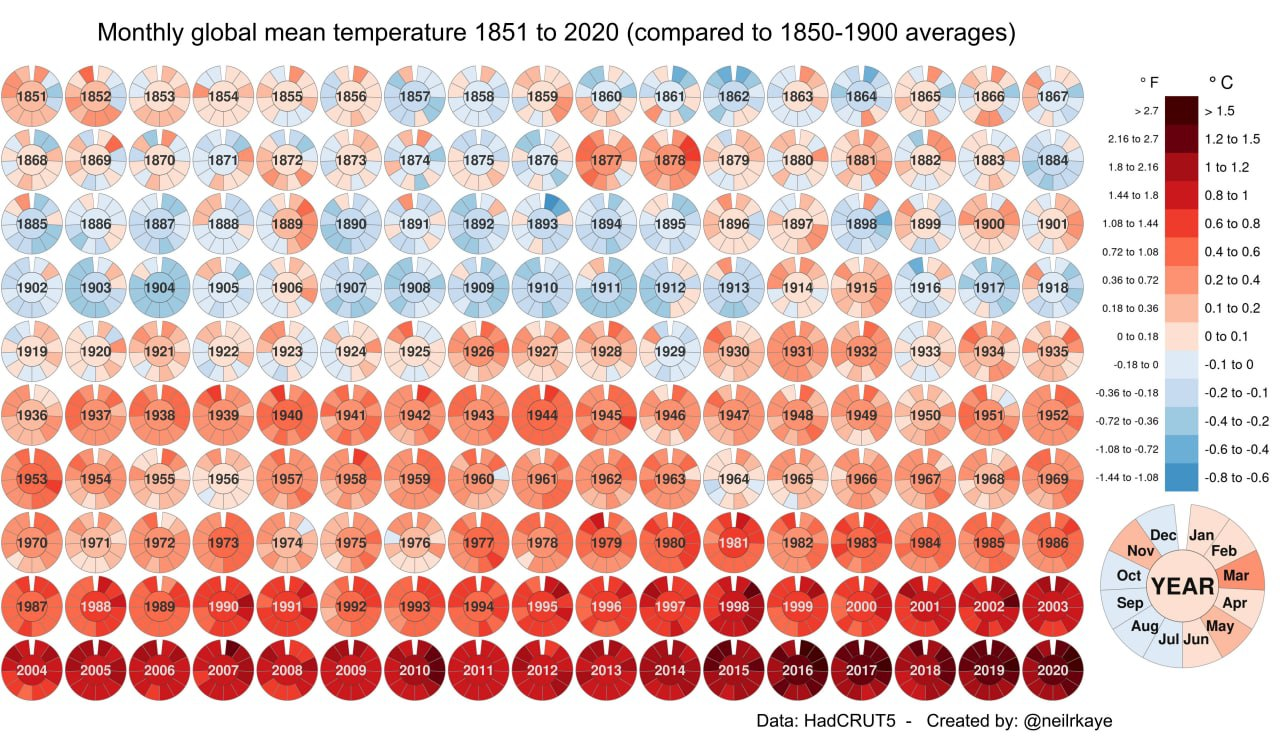 Monthly global mean temperature 1851 to 2020 (compared to 1850-1900 averages)
1851 1852 1853 1854 1855 1856 1857 1858 1859 1860 1861 1862 1863 1864 1865 1866 1867
1868 1869 1870 1871 1872 1873 1874 1875 1876 1877 1878 1879 1880 1881 1882 1883 1884
1885 1886 1887 1888 1889 1890 1891 1892 1893 1894 1895 1896 1897 1898 1899 1900 1901
1902 1903 1904 1905 1906 1907 1908 1909 1910 1911 1912 1913 1914 1915 1916 1917 1918
1919 1920 1921 1922 1923 1924 1925 1926 1927 1928 1929 1930 1931 1932 1933 1934 1935
1936 1937 1938 1939 1940 1941 1942 1943 1944 1945 1946 1947 1948 1949 1950 1951 1952
1953 1954 1955 1956 1957 1958 1959 1960 1961 1962 1963 1964 1965 1966 1967 1968 1969
1970 1971 1972 1973 1974 1975 1976 1977 1978 1979 1980 1981 1982 1983 1984 1985 1986
1987 1988 1989 1990 1991 1992 1993 1994 1995 1996 1997 1998 1999 2000 2001 2002 2003
2004 2005 2006 2007 2008 2009 2010 2011 2012 2013 2014 2015 2016 2017 2018 2019 2020
° F ° C
> 2.7 > 1.5
2.16 to 2.7 1.2 to 1.5
1.8 to 2.16 1 to 1.2
1.44 to 1.8 0.8 to 1
1.08 to 1.44 0.6 to 0.8
0.72 to 1.08 0.4 to 0.6
0.36 to 0.72 0.2 to 0.4
0.18 to 0.36 0.1 to 0.2
0 to 0.18 0 to 0.1
-0.18 to 0 -0.1 to 0
-0.36 to -0.18 -0.2 to -0.1
-0.72 to -0.36 -0.4 to -0.2
-1.08 to -0.72 -0.6 to -0.4
-1.44 to -1.08 -0.8 to -0.6
Dec Jan
Nov Feb
Oct Mar
YEAR
Sep Apr
Aug May
Jul Jun
Data: HadCRUT5 - Created by: @neilrkaye